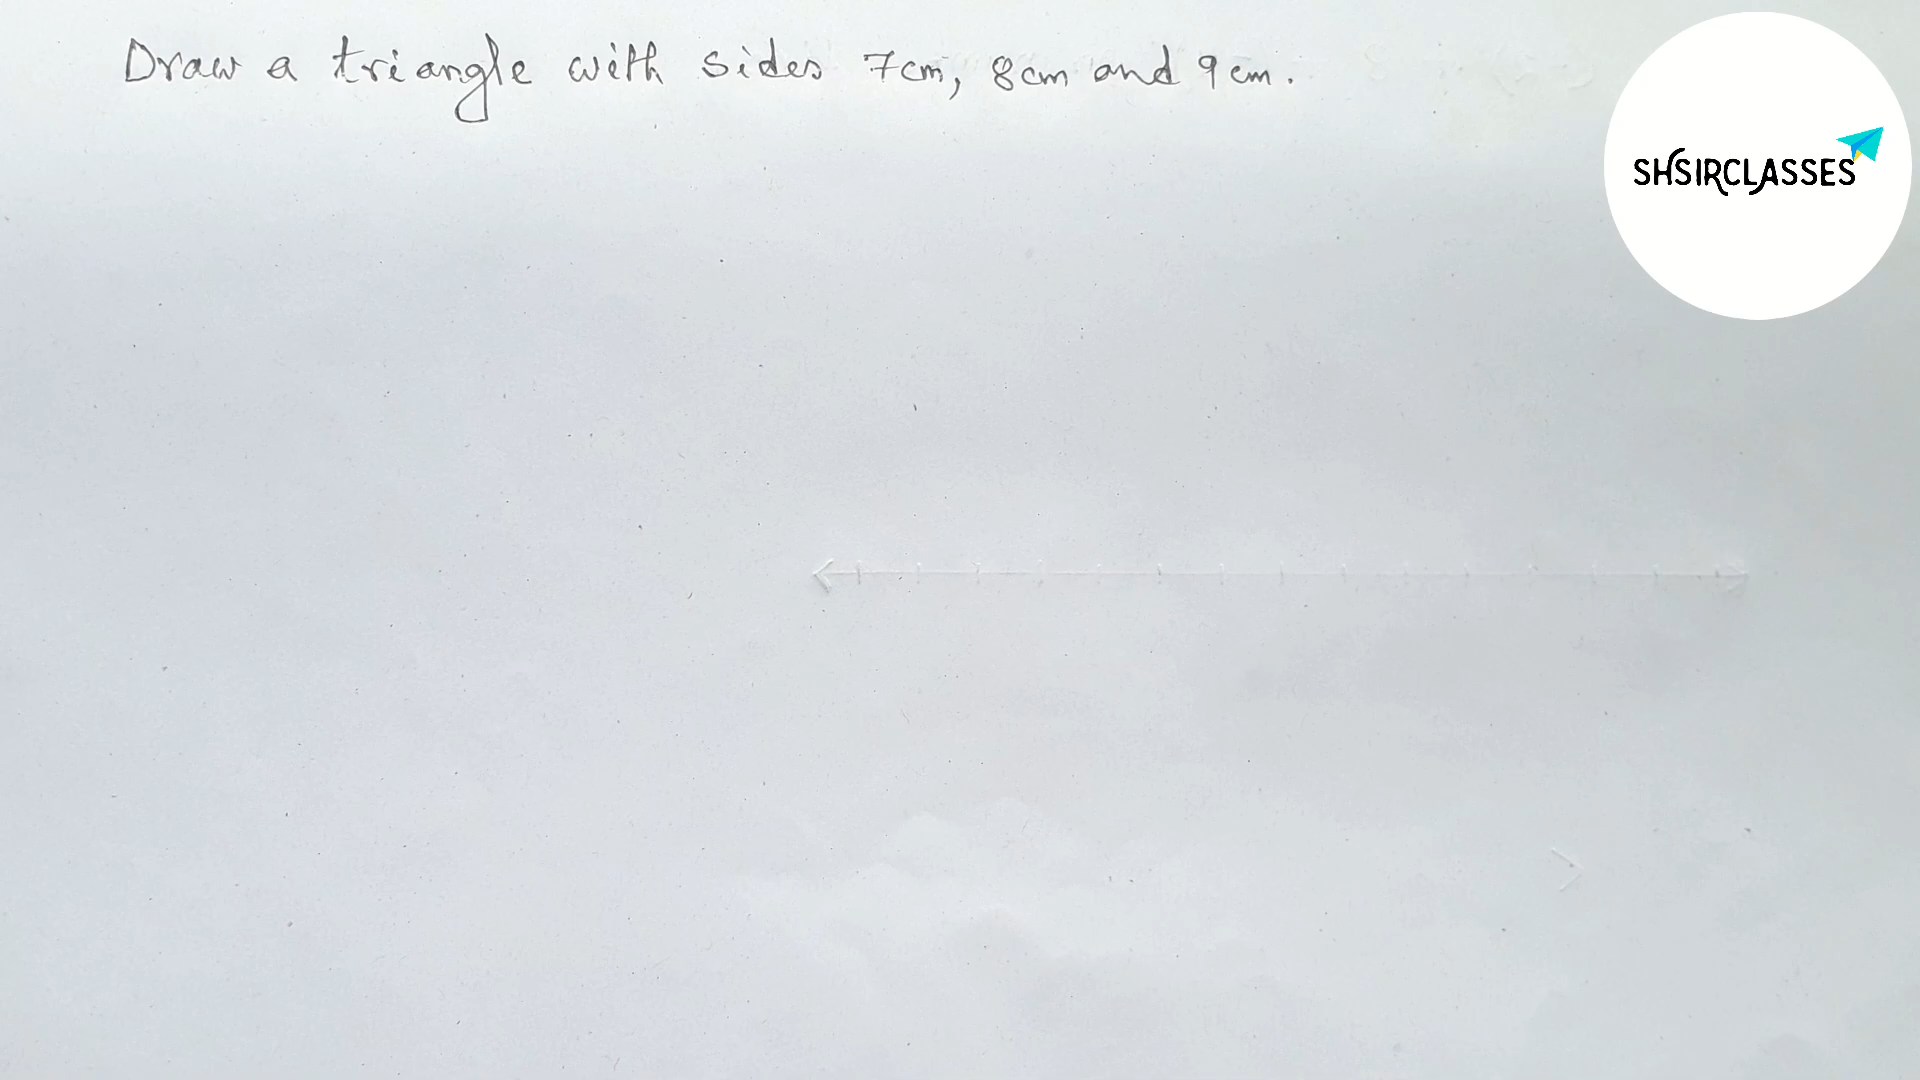 Draw a triangle with sides 7cm, 8cm and 9cm.
SHSIRCLASSES